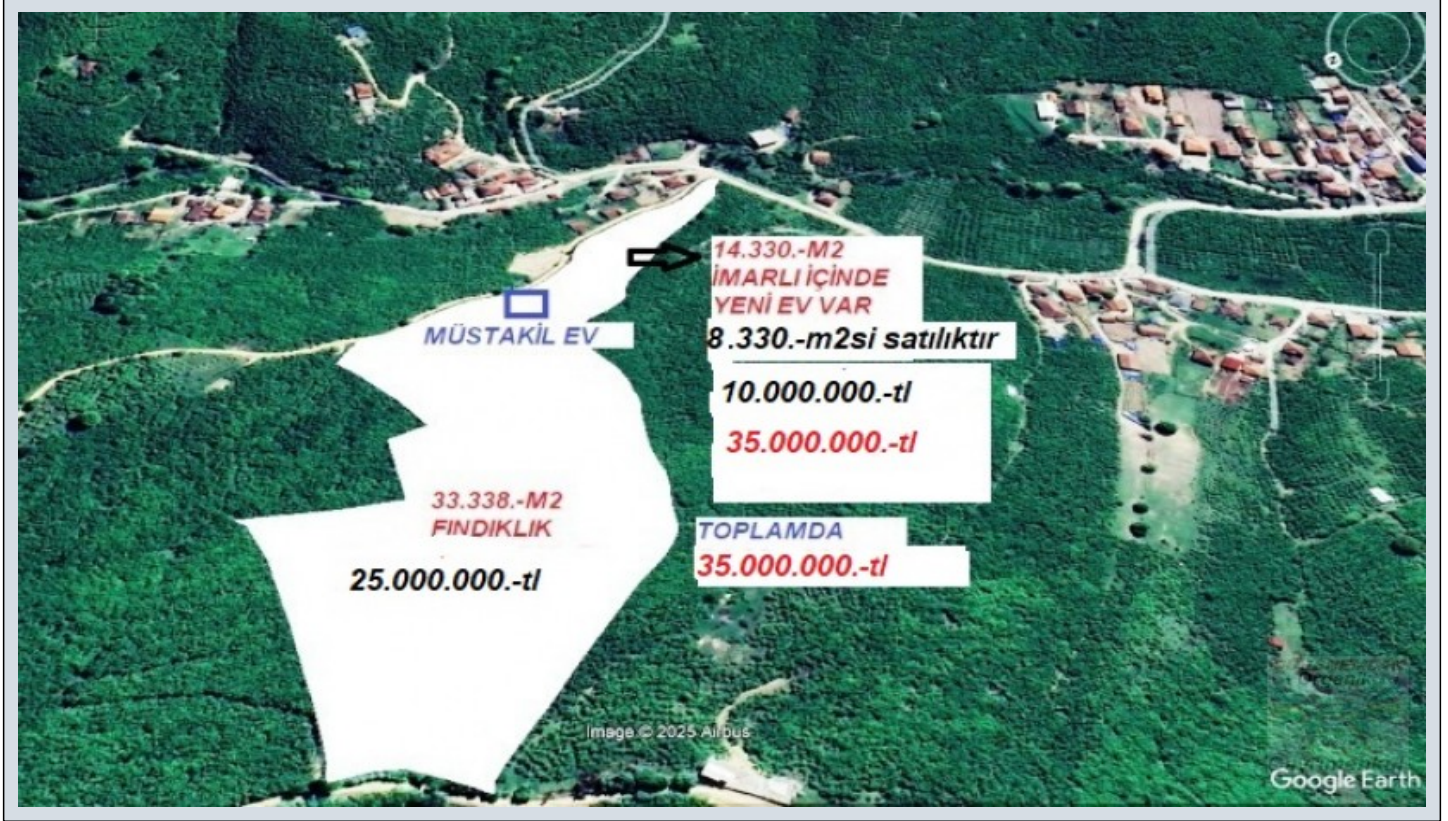 14.330.-M2
İMARLI İÇİNDE
YENİ EV VAR
8.330.-m2si satılıktır
10.000.000.-tl
35.000.000.-tl
MÜSTAKİL EV
33.338.-M2
FINDIKLIK
25.000.000.-tl
TOPLAMDA
35.000.000.-tl
Image © 2025 Airbus
Google Earth